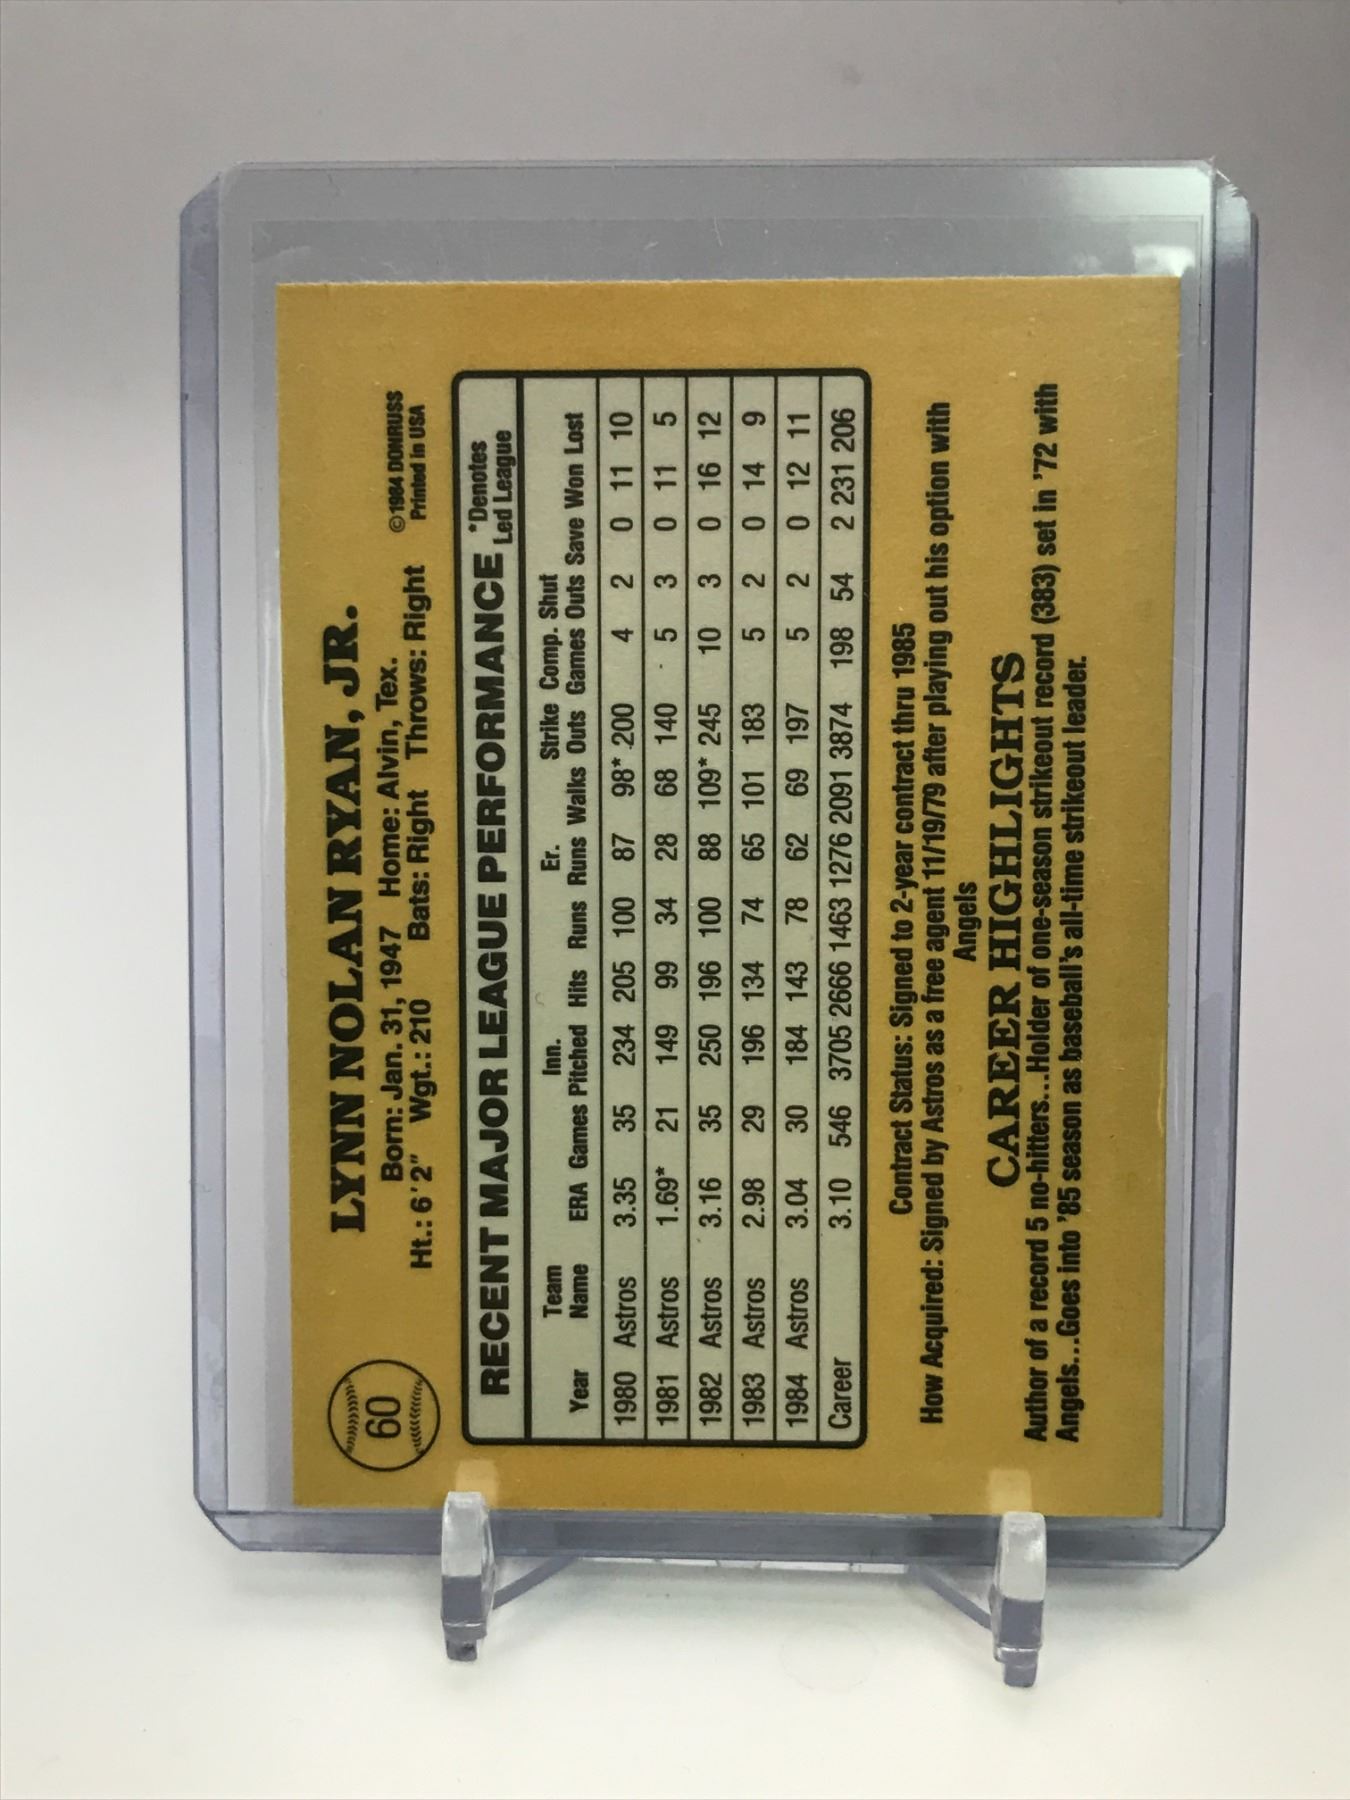 60
LYNN NOLAN RYAN, JR.
Born: Jan. 31, 1947 Home: Alvin, Tex.
Ht.: 6'2" Wgt.: 210 Bats: Right Throws: Right
©1984 DONRUSS
Printed in USA
RECENT MAJOR LEAGUE PERFORMANCE *Denotes Led League
Year Team Name ERA Games Inn. Pitched Hits Runs Er. Runs Walks Strike Outs Comp. Games Shut Outs Save Won Lost
1980 Astros 3.35 35 234 205 100 87 98* 200 4 2 0 11 10
1981 Astros 1.69* 21 149 99 34 28 68 140 5 3 0 11 5
1982 Astros 3.16 35 250 196 100 88 109* 245 10 3 0 16 12
1983 Astros 2.98 29 196 134 74 65 101 183 5 2 0 14 9
1984 Astros 3.04 30 184 143 78 62 69 197 5 2 0 12 11
Career 3.10 546 3705 2666 1463 1276 2091 3874 198 54 2 231 206
Contract Status: Signed to 2-year contract thru 1985
How Acquired: Signed by Astros as a free agent 11/19/79 after playing out his option with
Angels
CAREER HIGHLIGHTS
Author of a record 5 no-hitters...Holder of one-season strikeout record (383) set in '72 with
Angels...Goes into '85 season as baseball's all-time strikeout leader.